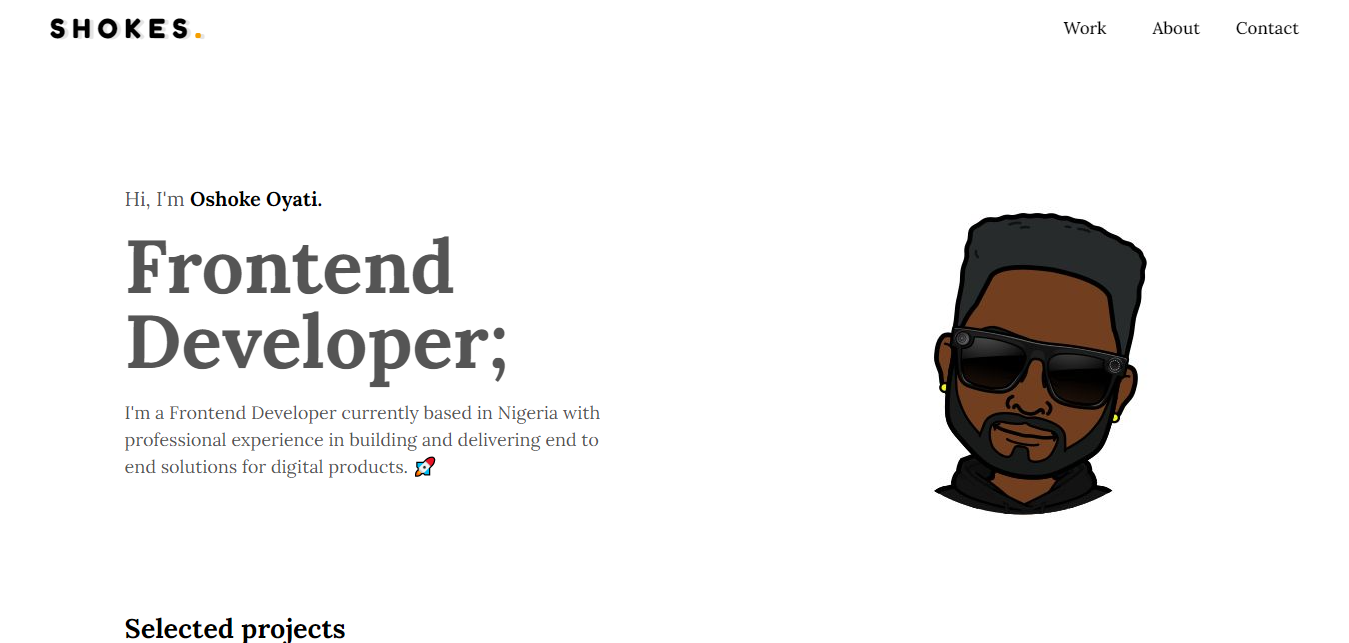 SHOKES.
Work About Contact
Hi, I'm Oshoke Oyati.
Frontend
Developer;
I'm a Frontend Developer currently based in Nigeria with
professional experience in building and delivering end to
end solutions for digital products. 🚀
Selected projects